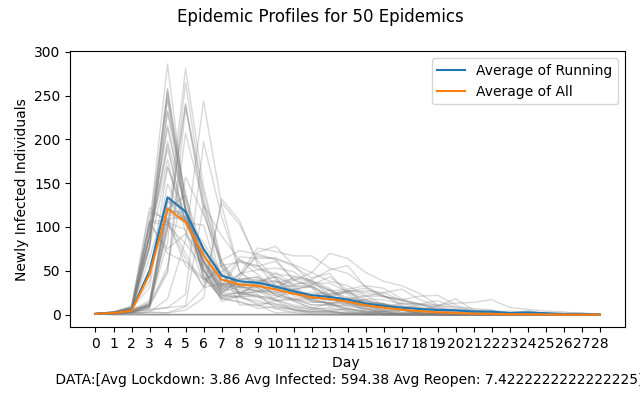 Epidemic Profiles for 50 Epidemics
300
250
200
150
100
50
0
Newly Infected Individuals
Average of Running
Average of All
0 1 2 3 4 5 6 7 8 9 10 11 12 13 14 15 16 17 18 19 20 21 22 23 24 25 26 27 28
Day
DATA:[Avg Lockdown: 3.86 Avg Infected: 594.38 Avg Reopen: 7.4222222222222225]